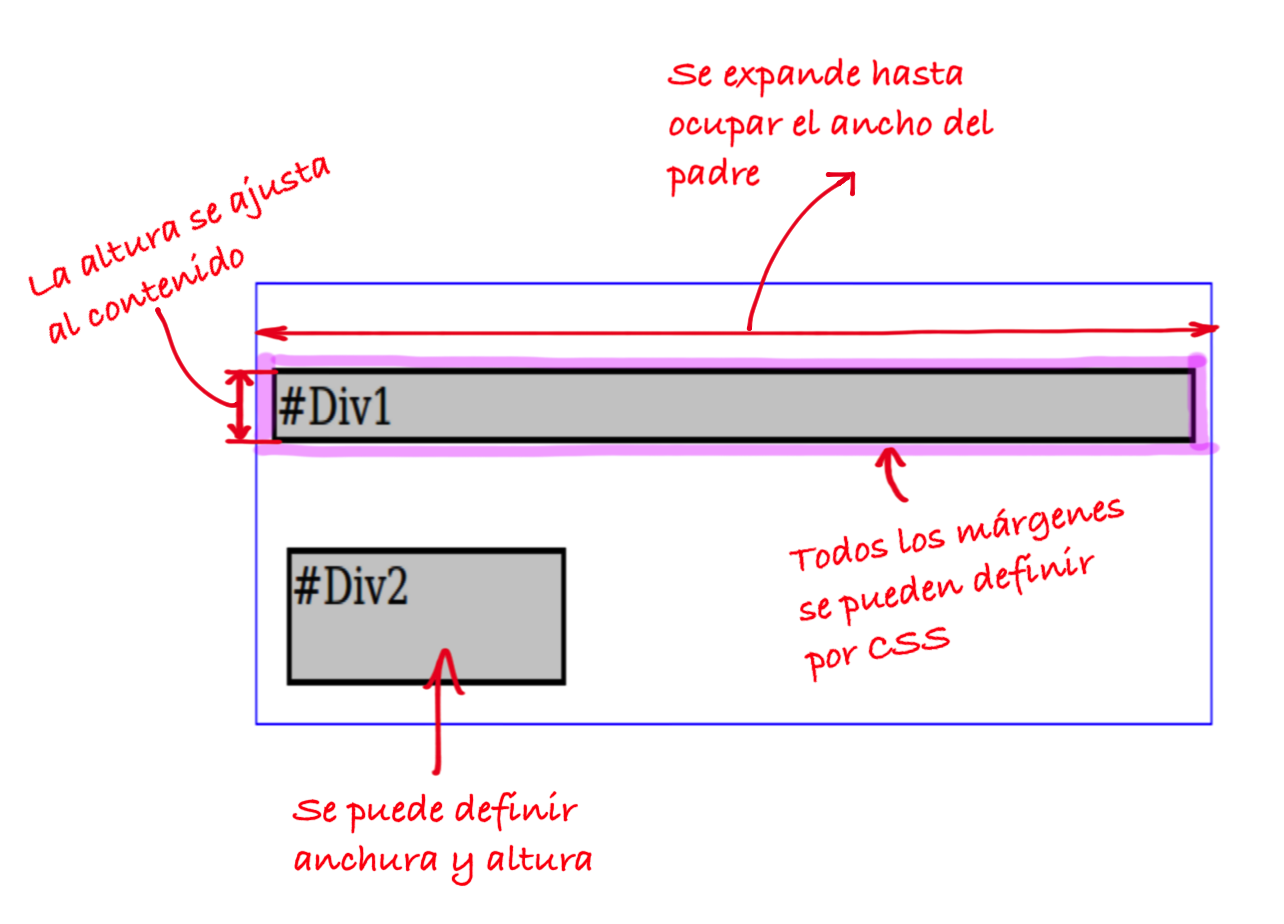 Se expande hasta
ocupar el ancho del
padre
La altura se ajusta
al contenido
#Div1
Todos los márgenes
se pueden definir
por CSS
#Div2
Se puede definir
anchura y altura